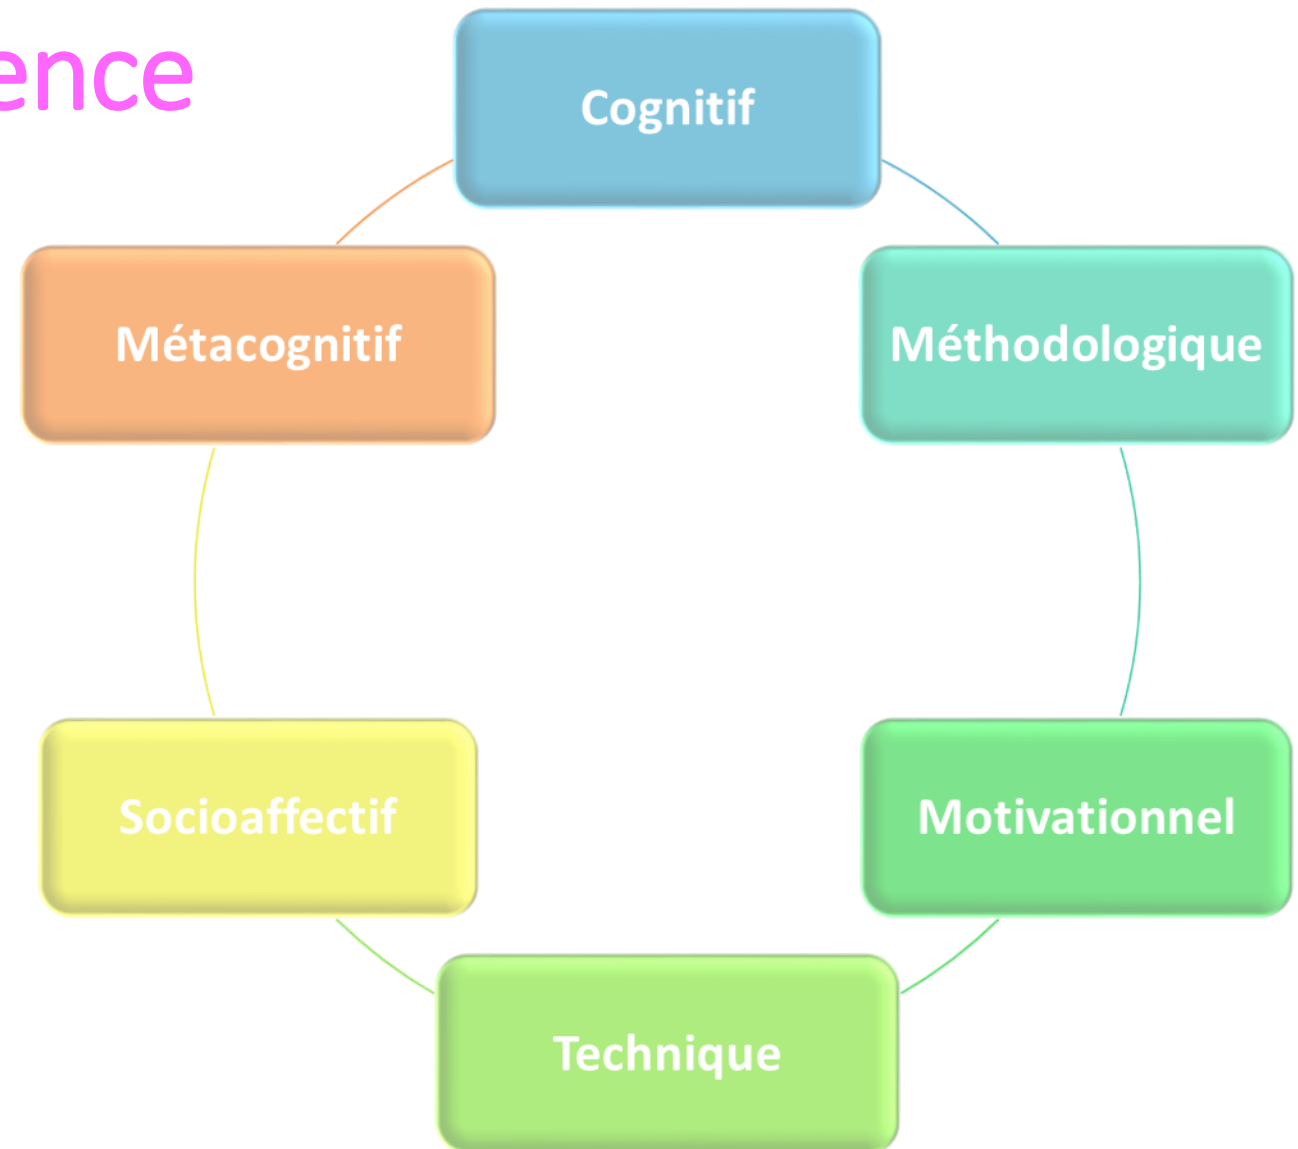 ence
Cognitif
Méthodologique
Motivationnel
Technique
Socioaffectif
Métacognitif